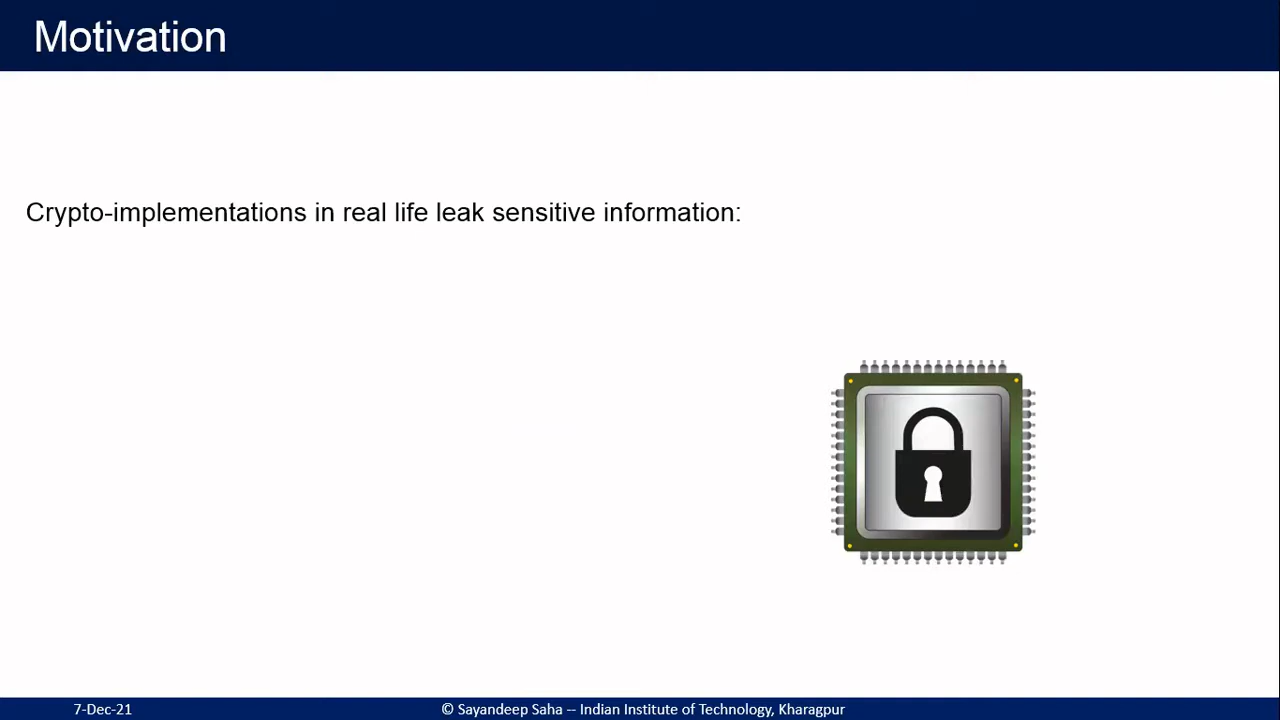 Motivation
Crypto-implementations in real life leak sensitive information:
7-Dec-21
© Sayandeep Saha -- Indian Institute of Technology, Kharagpur